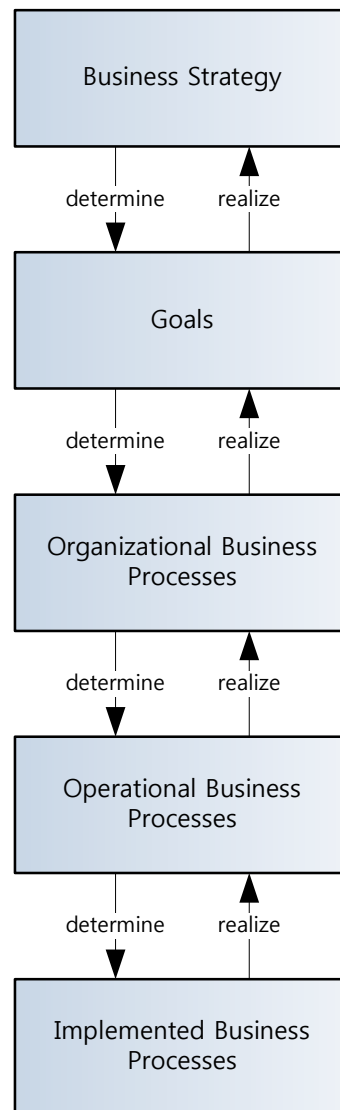 Business Strategy
determine realize
Goals
determine realize
Organizational Business
Processes
determine realize
Operational Business
Processes
determine realize
Implemented Business
Processes